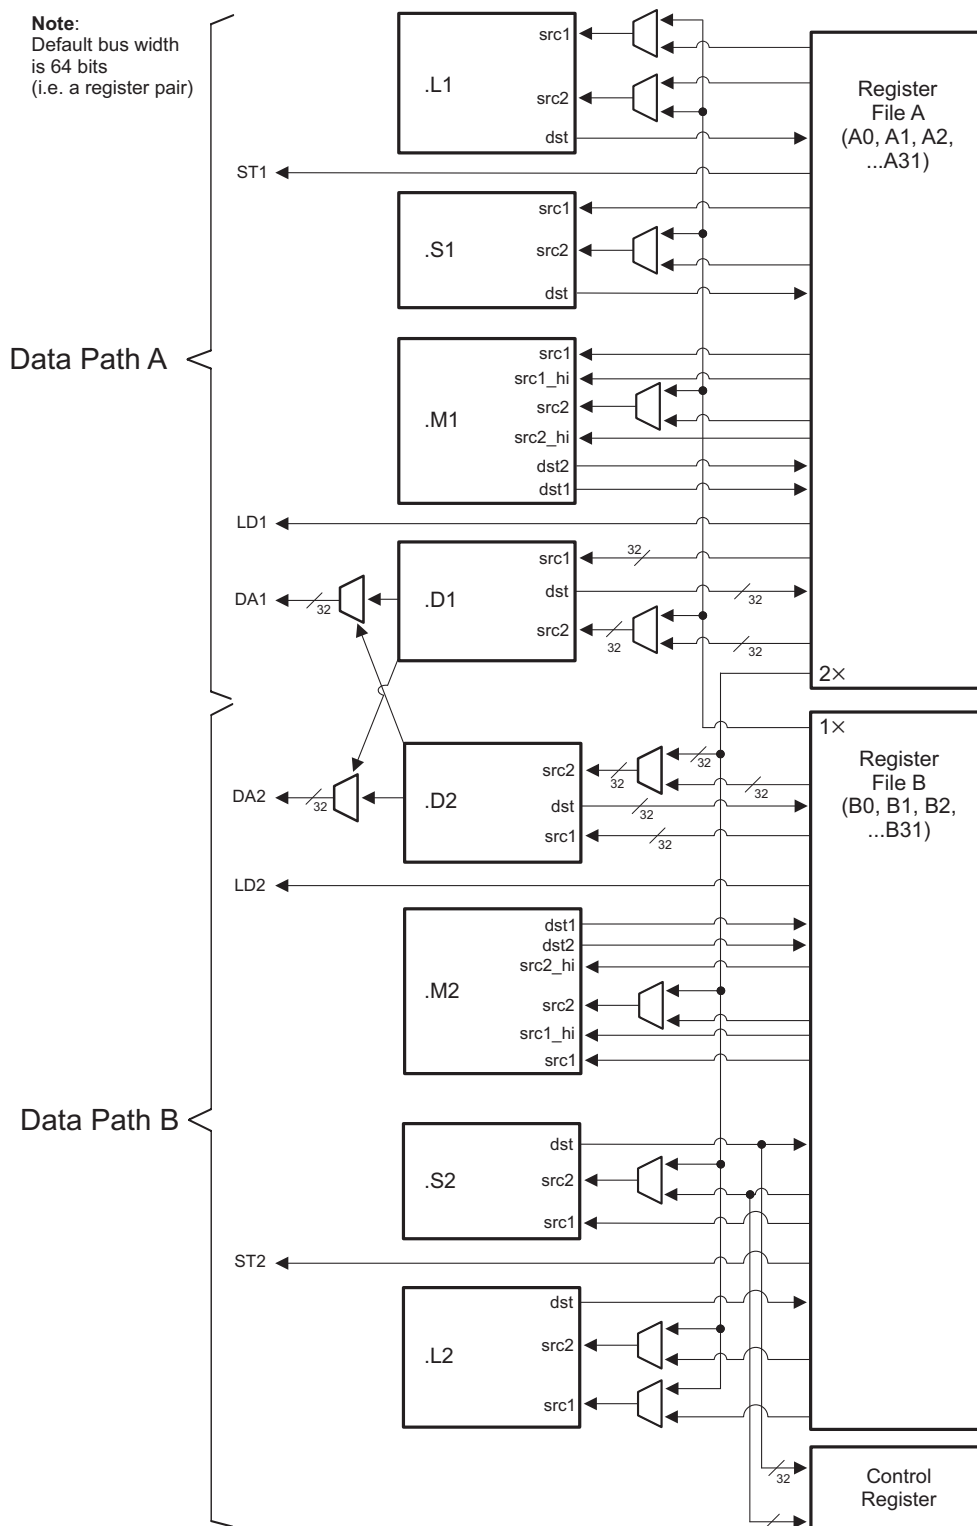 Note:
Default bus width
is 64 bits
(i.e. a register pair)
src1
.L1
src2
dst
Register
File A
(A0, A1, A2,
...A31)
ST1
src1
.S1
src2
dst
Data Path A
src1
src1_hi
.M1
src2
src2_hi
dst2
dst1
LD1
src1
32
DA1
32
.D1
dst
32
src2
32
32
2×
1×
Register
File B
(B0, B1, B2,
...B31)
src2
32
32
32
DA2
32
.D2
dst
32
src1
32
LD2
dst1
dst2
src2_hi
.M2
src2
src1_hi
src1
Data Path B
dst
.S2
src2
src1
ST2
dst
.L2
src2
src1
32
Control
Register